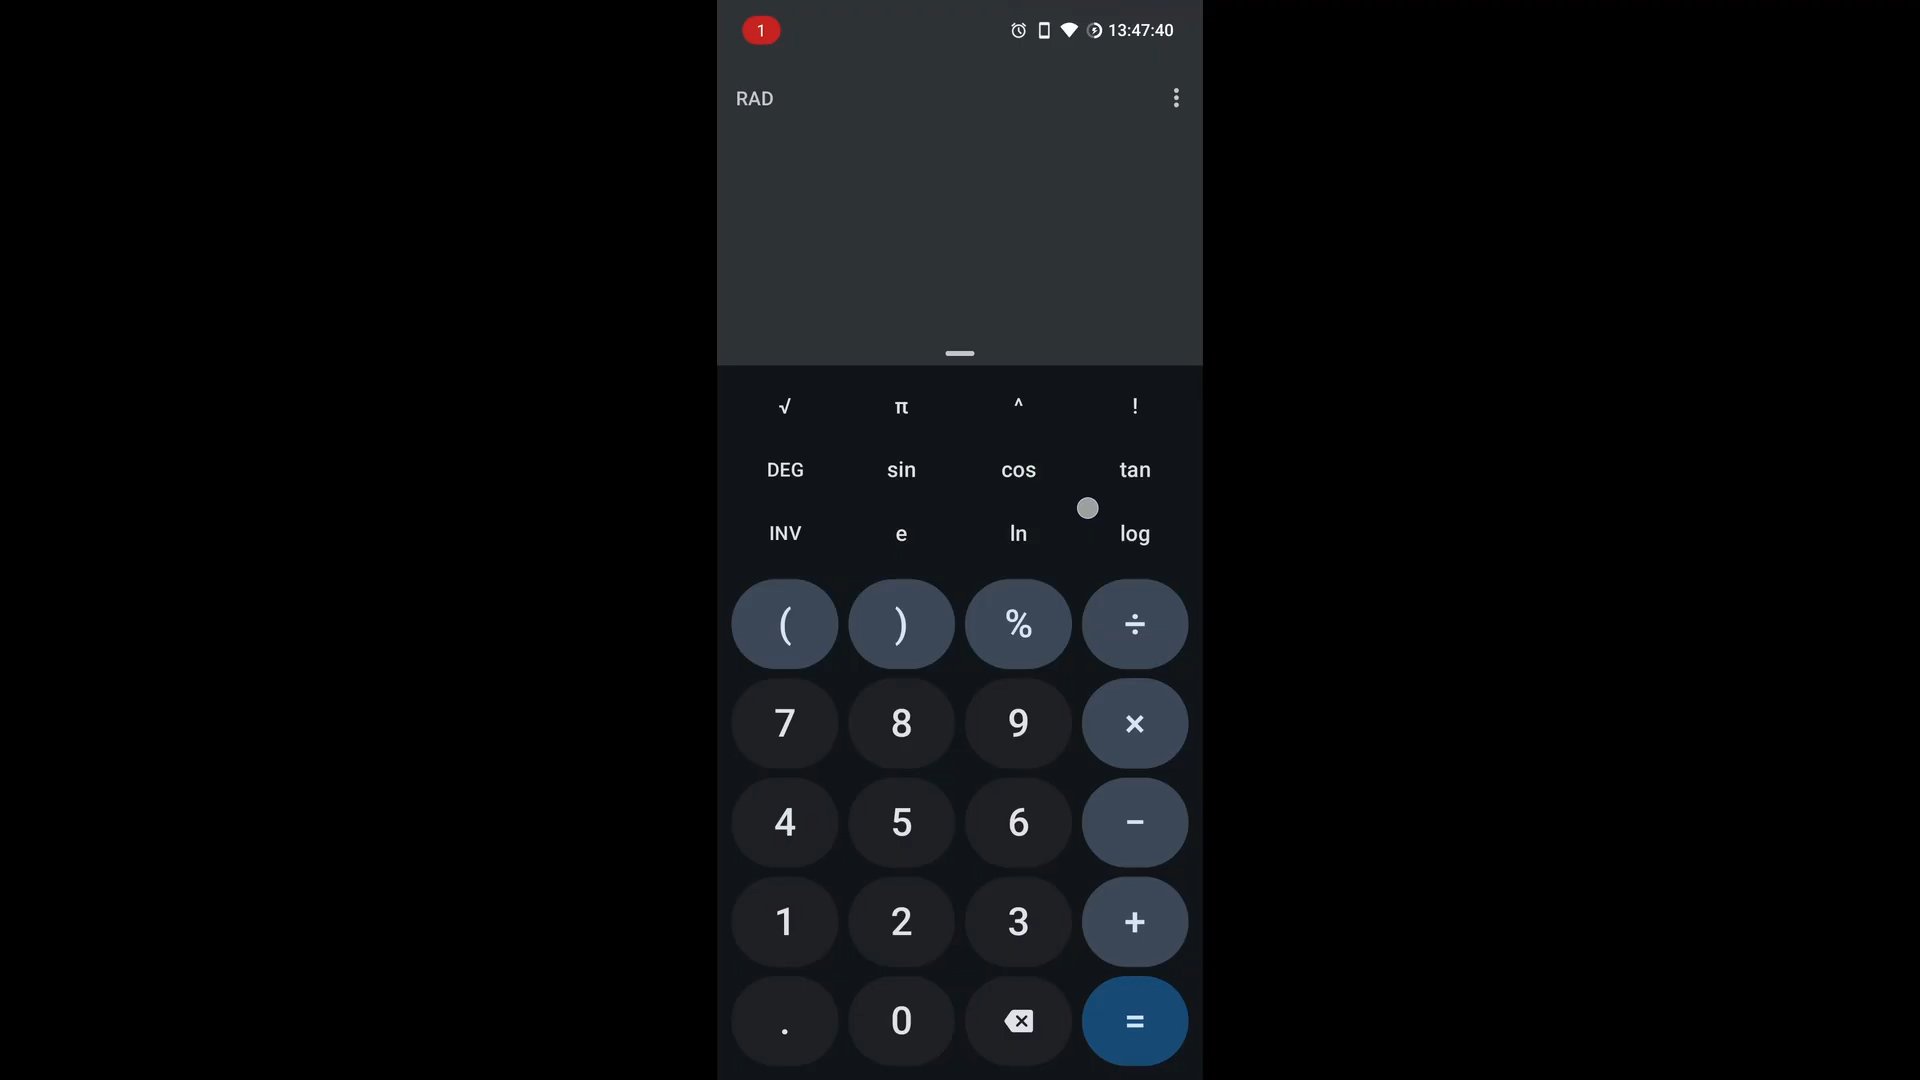 1 13:47:40
RAD
√ π ^ !
DEG sin cos tan
INV e ln log
( ) % ÷
7 8 9 ×
4 5 6 −
1 2 3 +
. 0 =